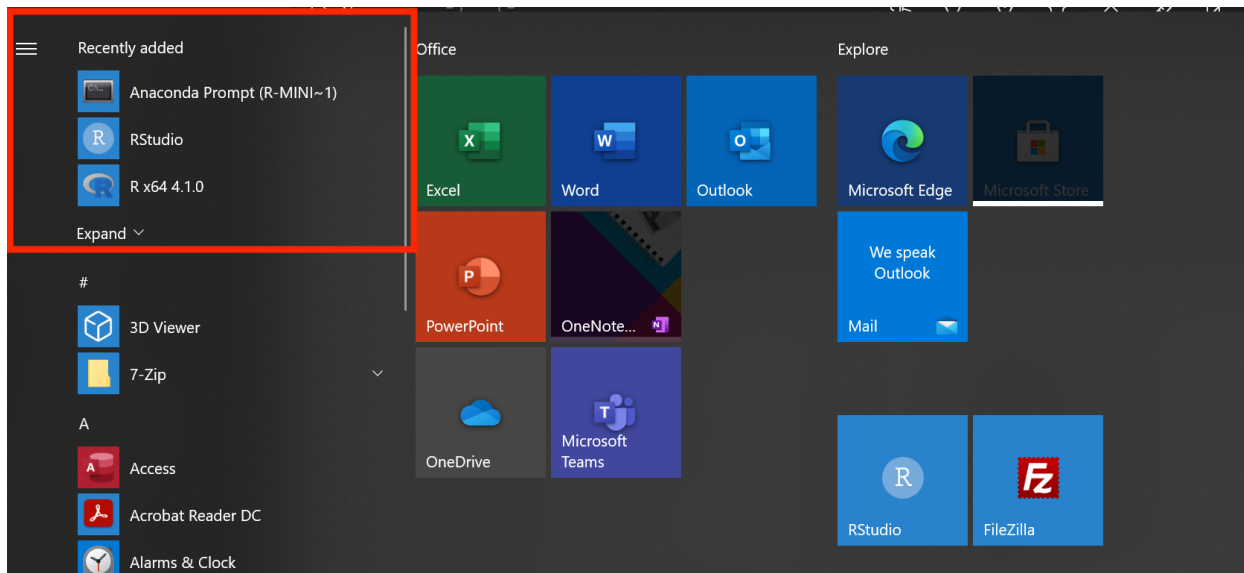 Recently added
Anaconda Prompt (R-MINI~1)
RStudio
R x64 4.1.0
Expand
#
3D Viewer
7-Zip
A
Access
Acrobat Reader DC
Alarms & Clock
Office
Excel
Word
Outlook
PowerPoint
OneNote...
OneDrive
Microsoft
Teams
Explore
Microsoft Edge
Microsoft Store
We speak
Outlook
Mail
RStudio
FileZilla